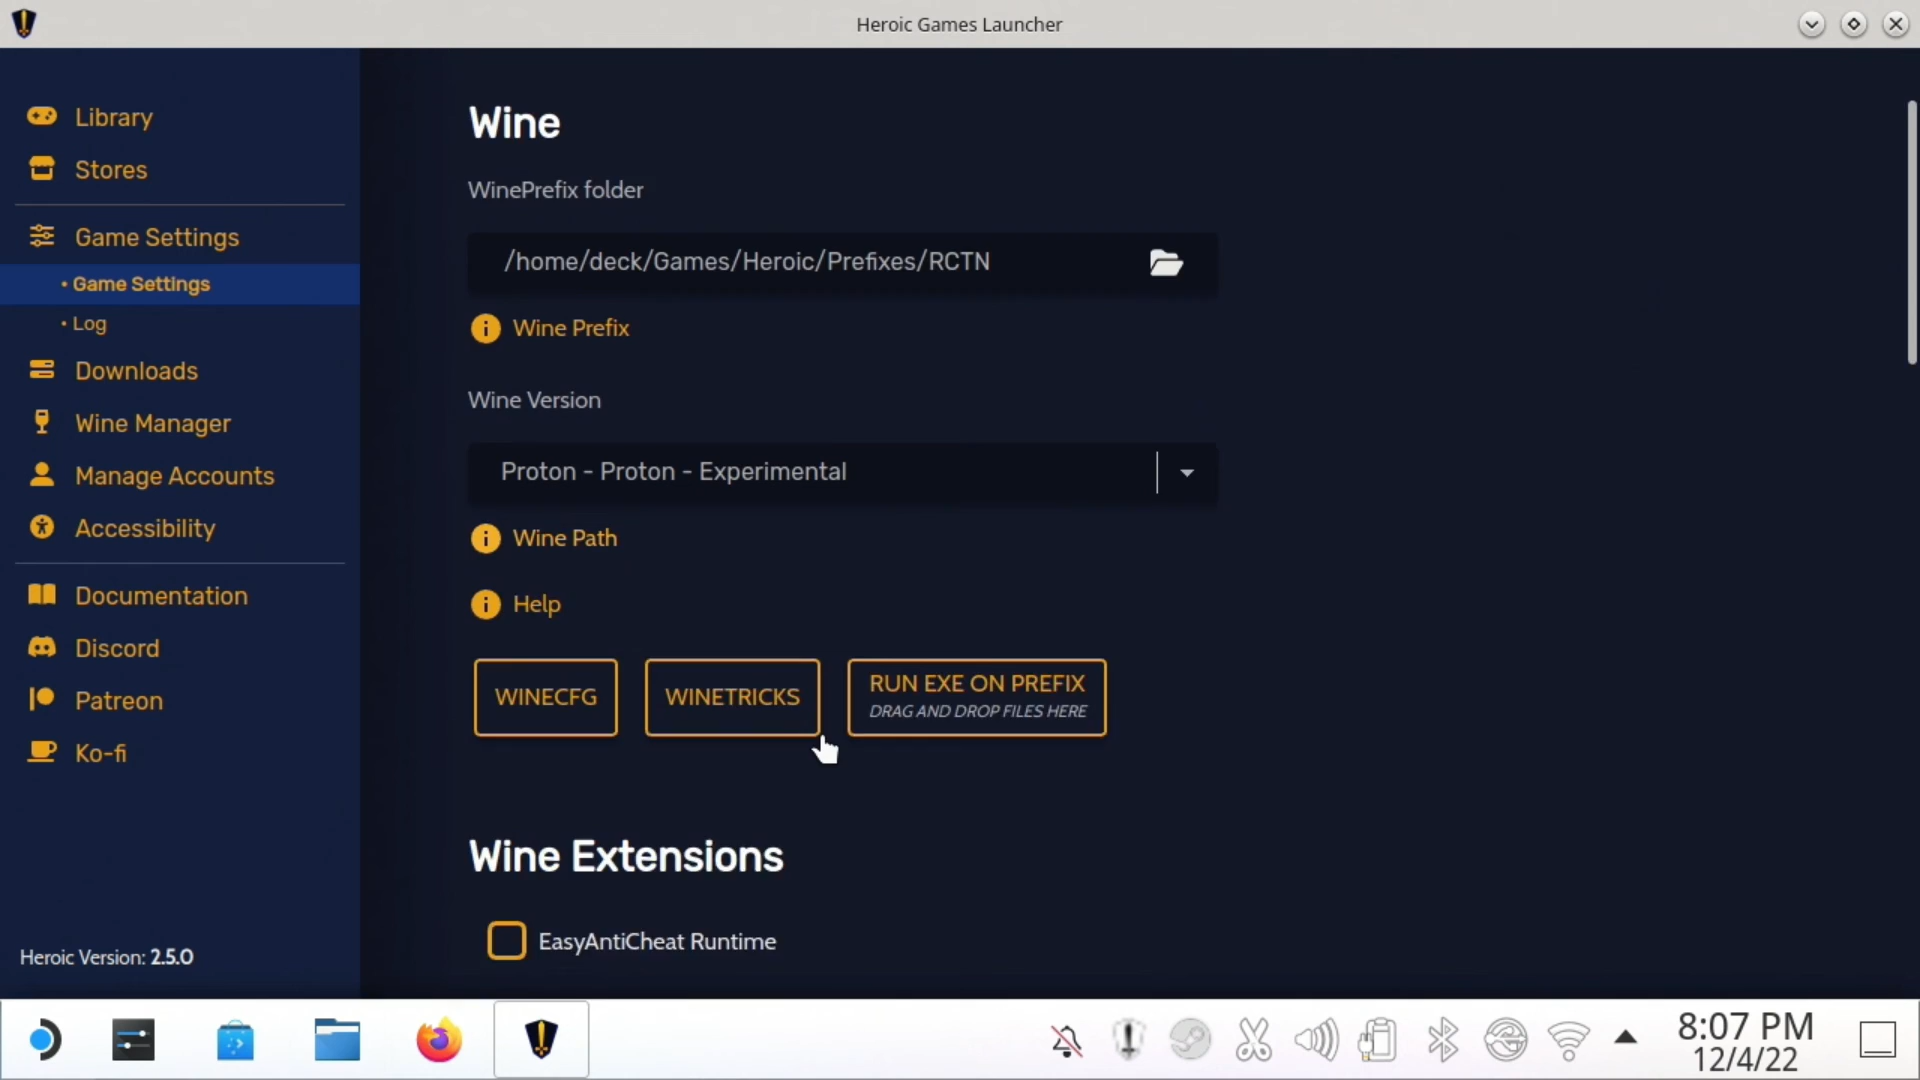 Heroic Games Launcher
Library
Stores
Game Settings
• Game Settings
• Log
Downloads
Wine Manager
Manage Accounts
Accessibility
Documentation
Discord
Patreon
Ko-fi
Heroic Version: 2.5.0
Wine
WinePrefix folder
/home/deck/Games/Heroic/Prefixes/RCTN
Wine Prefix
Wine Version
Proton - Proton - Experimental
Wine Path
Help
WINECFG
WINETRICKS
RUN EXE ON PREFIX
DRAG AND DROP FILES HERE
Wine Extensions
EasyAntiCheat Runtime
8:07 PM
12/4/22